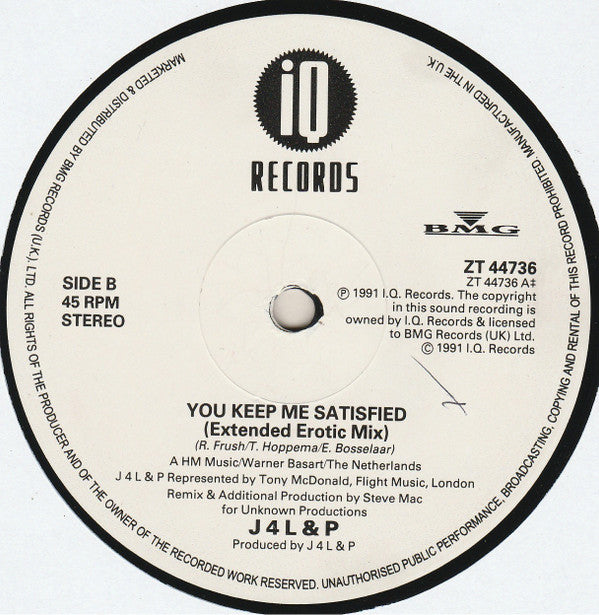 iQ
RECORDS
BMG
SIDE B
45 RPM
STEREO
ZT 44736
ZT 44736 A‡
℗ 1991 I.Q. Records. The copyright
in this sound recording is
owned by I.Q. Records & licensed
to BMG Records (UK) Ltd.
© 1991 I.Q. Records
YOU KEEP ME SATISFIED
(Extended Erotic Mix)
(R. Frush/T. Hoppema/E. Bosselaar)
A HM Music/Warner Basart/The Netherlands
J 4 L & P Represented by Tony McDonald, Flight Music, London
Remix & Additional Production by Steve Mac
for Unknown Productions
J 4 L & P
Produced by J 4 L & P
MARKETED & DISTRIBUTED BY BMG RECORDS (U.K.), LTD. ALL RIGHTS OF THE PRODUCER AND OF THE OWNER OF THE RECORDED WORK RESERVED. UNAUTHORISED PUBLIC PERFORMANCE, BROADCASTING, COPYING AND RENTAL OF THIS RECORD PROHIBITED. MANUFACTURED IN THE U.K.